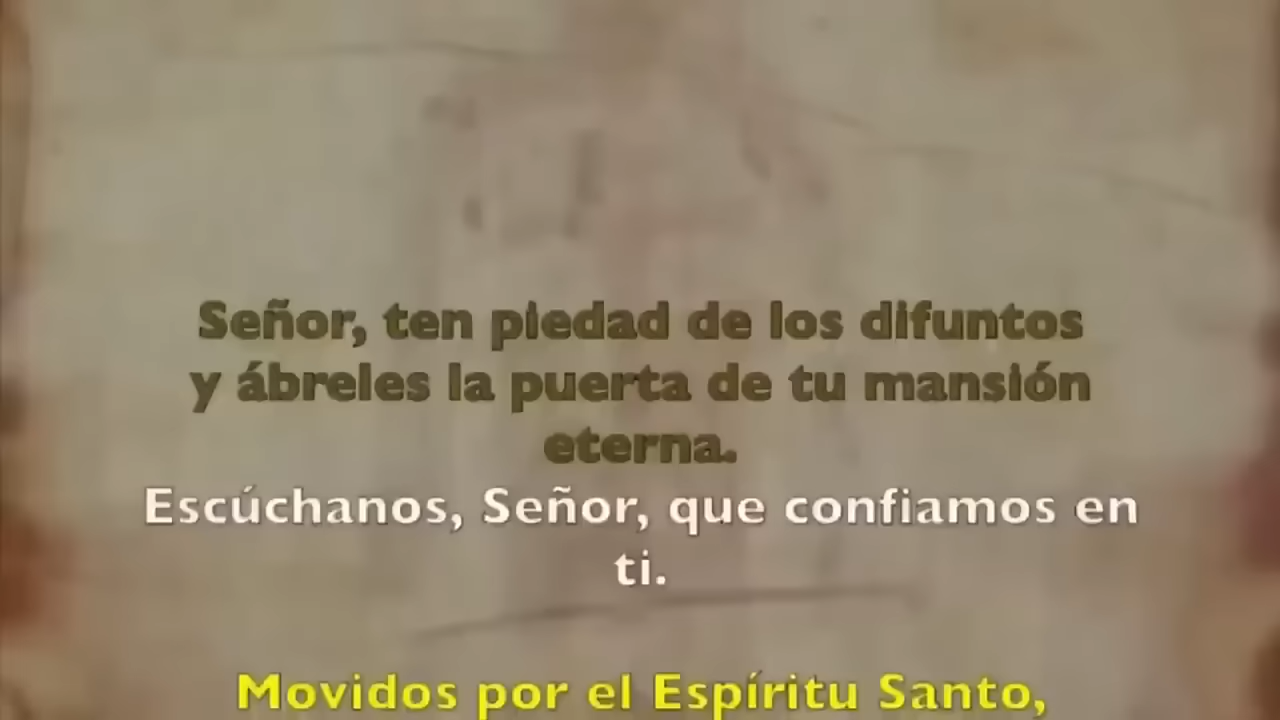 Señor, ten piedad de los difuntos
y ábreles la puerta de tu mansión
eterna.
Escúchanos, Señor, que confiamos en
ti.
Movidos por el Espíritu Santo,